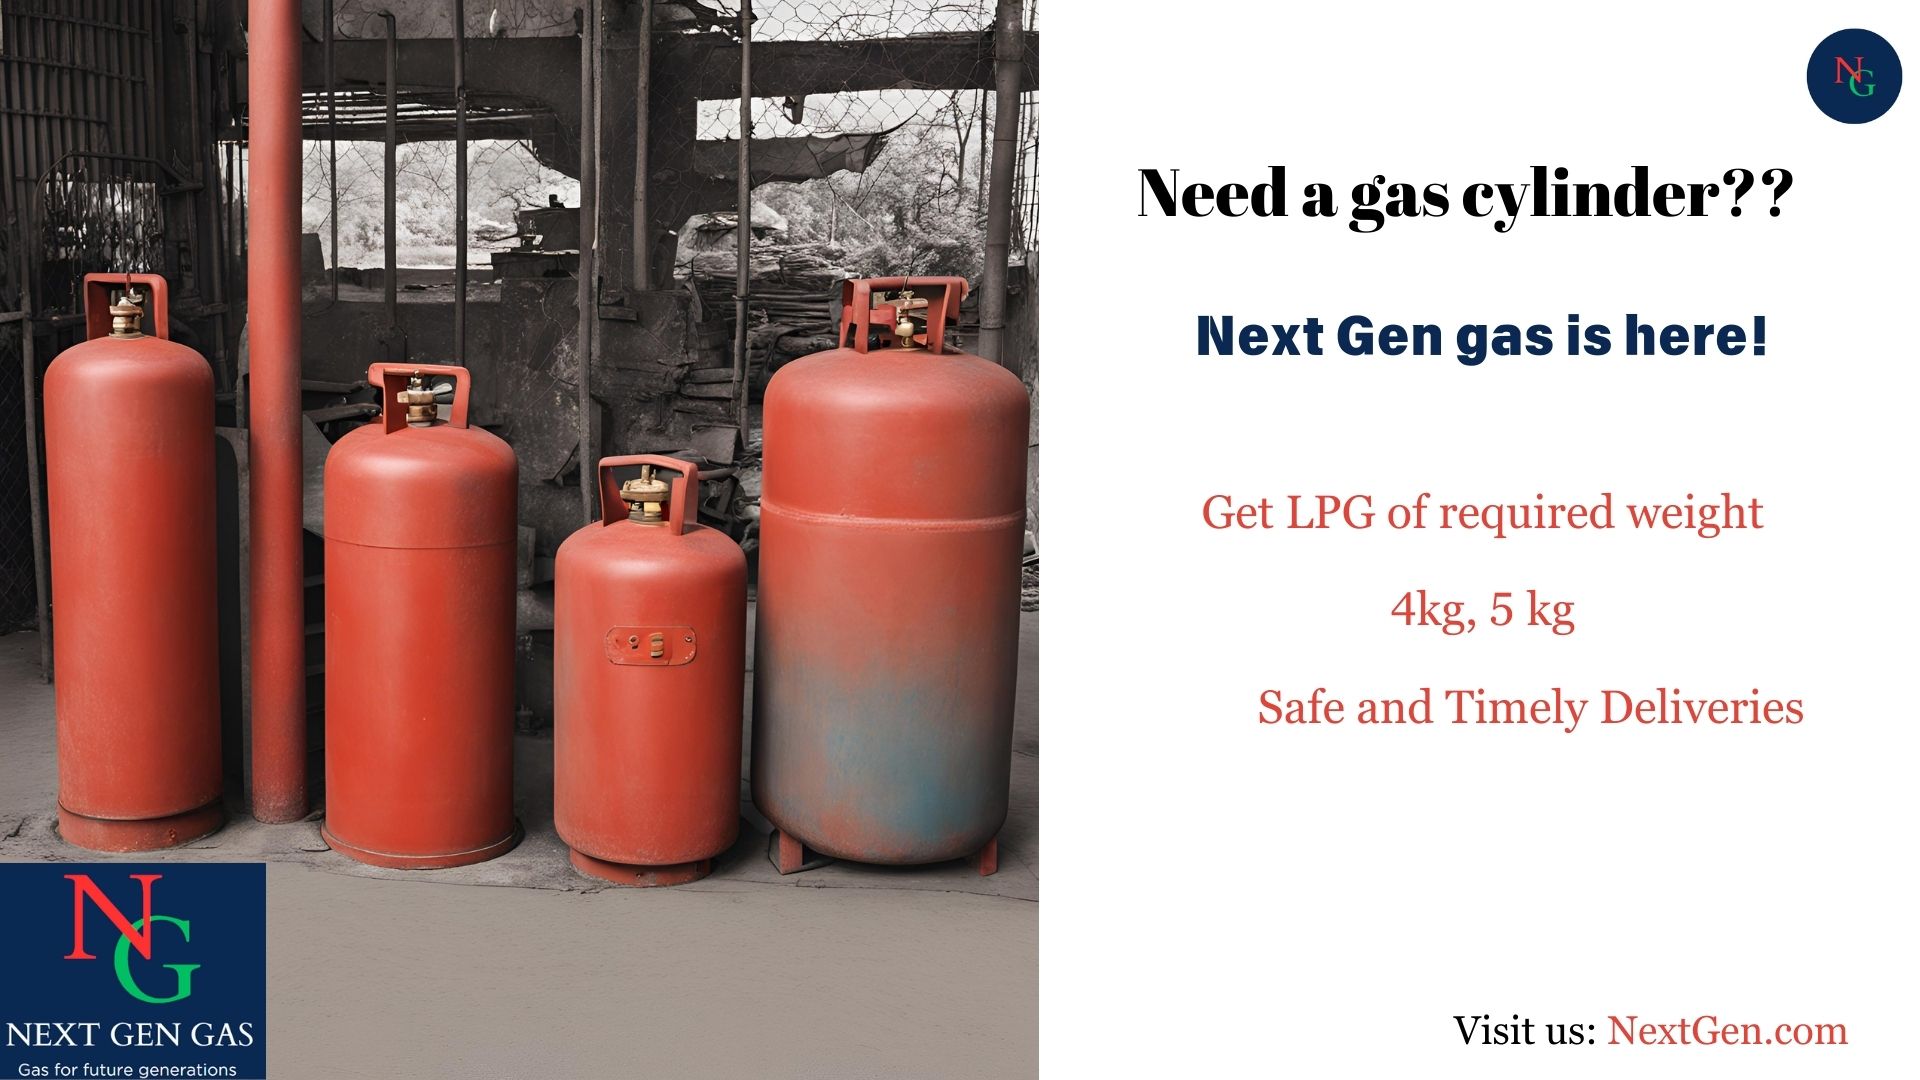 NG
Need a gas cylinder??
Next Gen gas is here!
Get LPG of required weight
4kg, 5 kg
Safe and Timely Deliveries
NG
NEXT GEN GAS
Gas for future generations
Visit us: NextGen.com